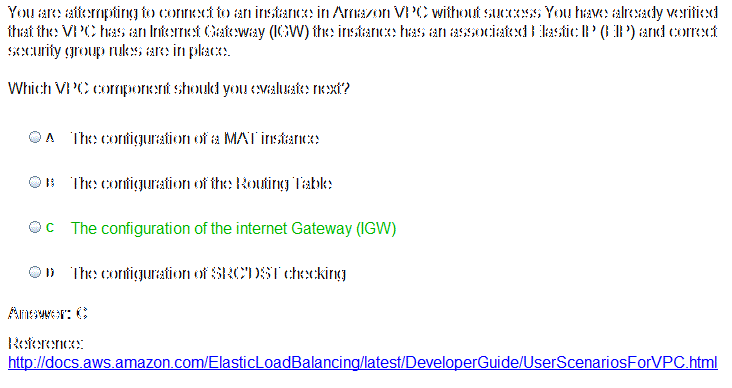 You are attempting to connect to an instance in Amazon VPC without success You have already verified
that the VPC has an Internet Gateway (IGW) the instance has an associated Elastic IP (EIP) and correct
security group rules are in place.
Which VPC component should you evaluate next?
A The configuration of a MAT instance
B The configuration of the Routing Table
C The configuration of the internet Gateway (IGW)
D The configuration of SRC'DST checking
Answer: C
Reference:
http://docs.aws.amazon.com/ElasticLoadBalancing/latest/DeveloperGuide/UserScenariosForVPC.html